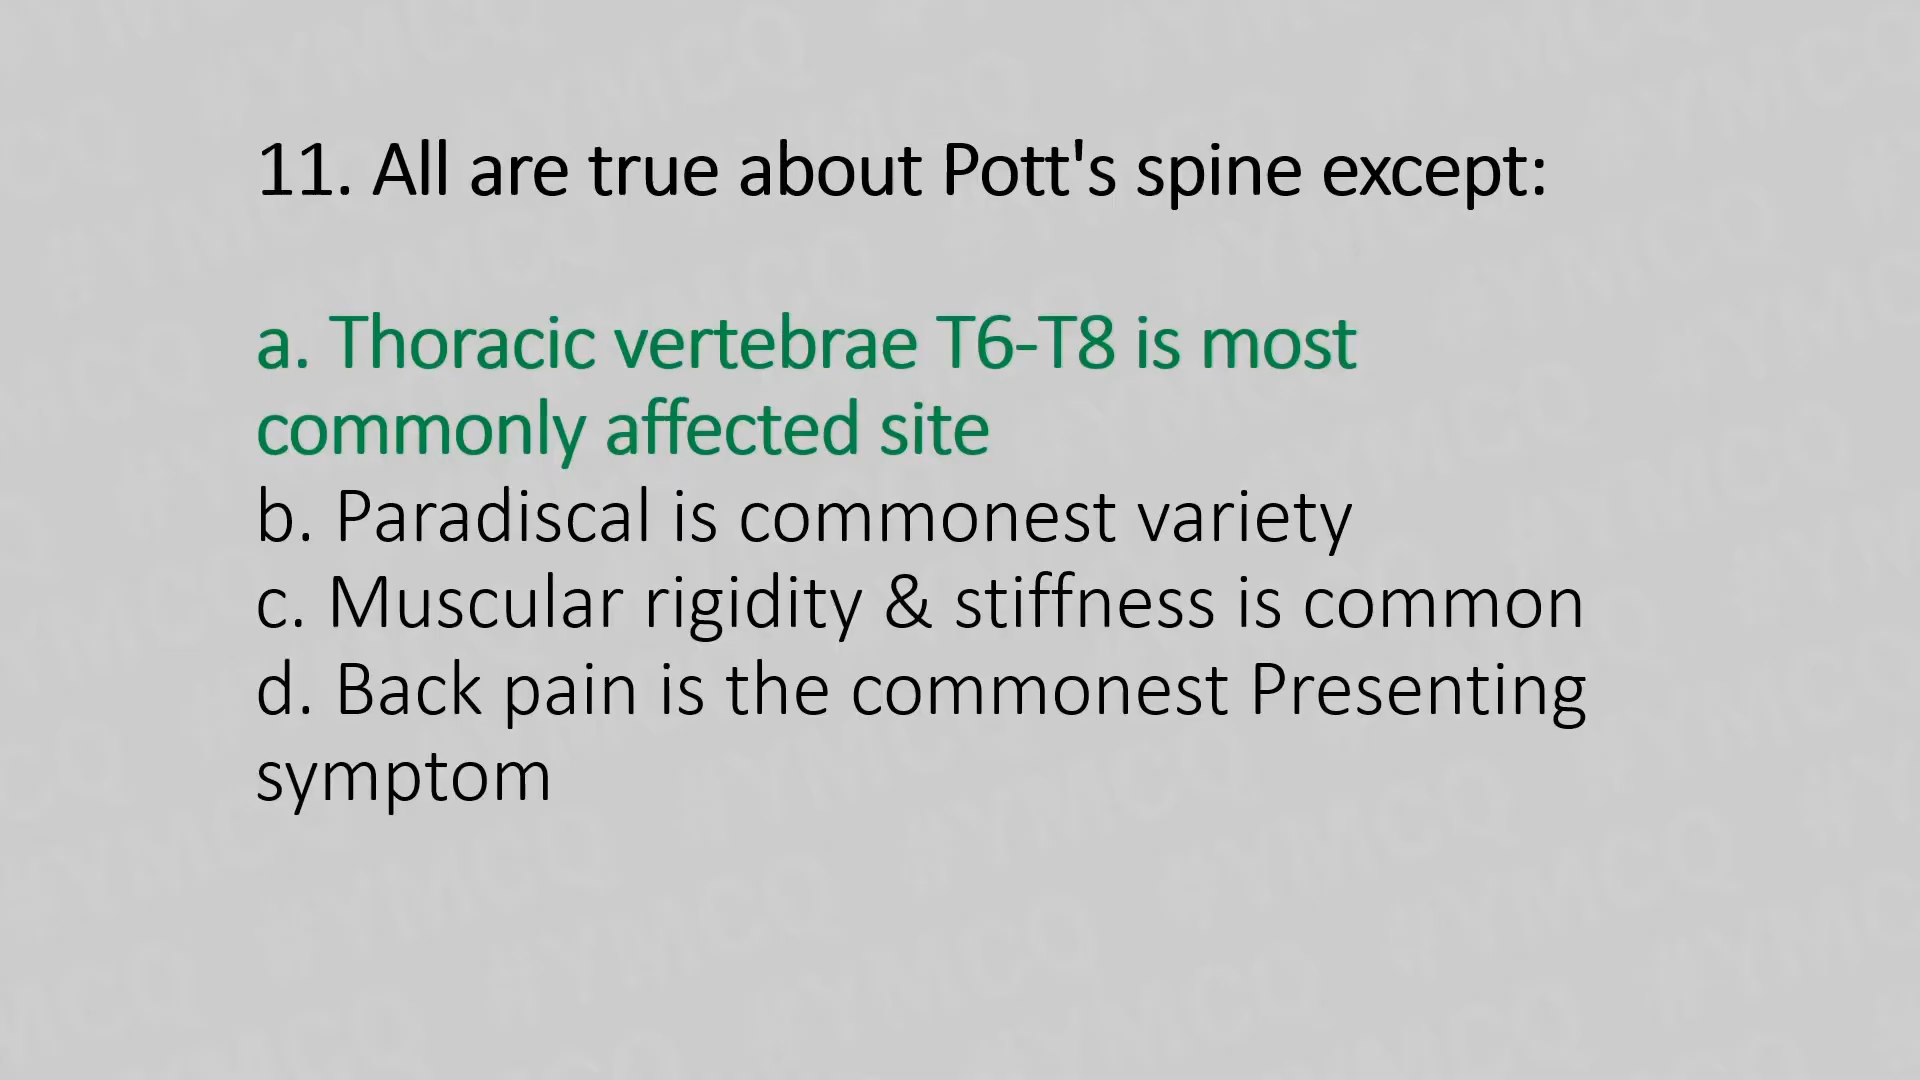 11. All are true about Pott's spine except:
a. Thoracic vertebrae T6-T8 is most
commonly affected site
b. Paradiscal is commonest variety
c. Muscular rigidity & stiffness is common
d. Back pain is the commonest Presenting
symptom
#YMCQ